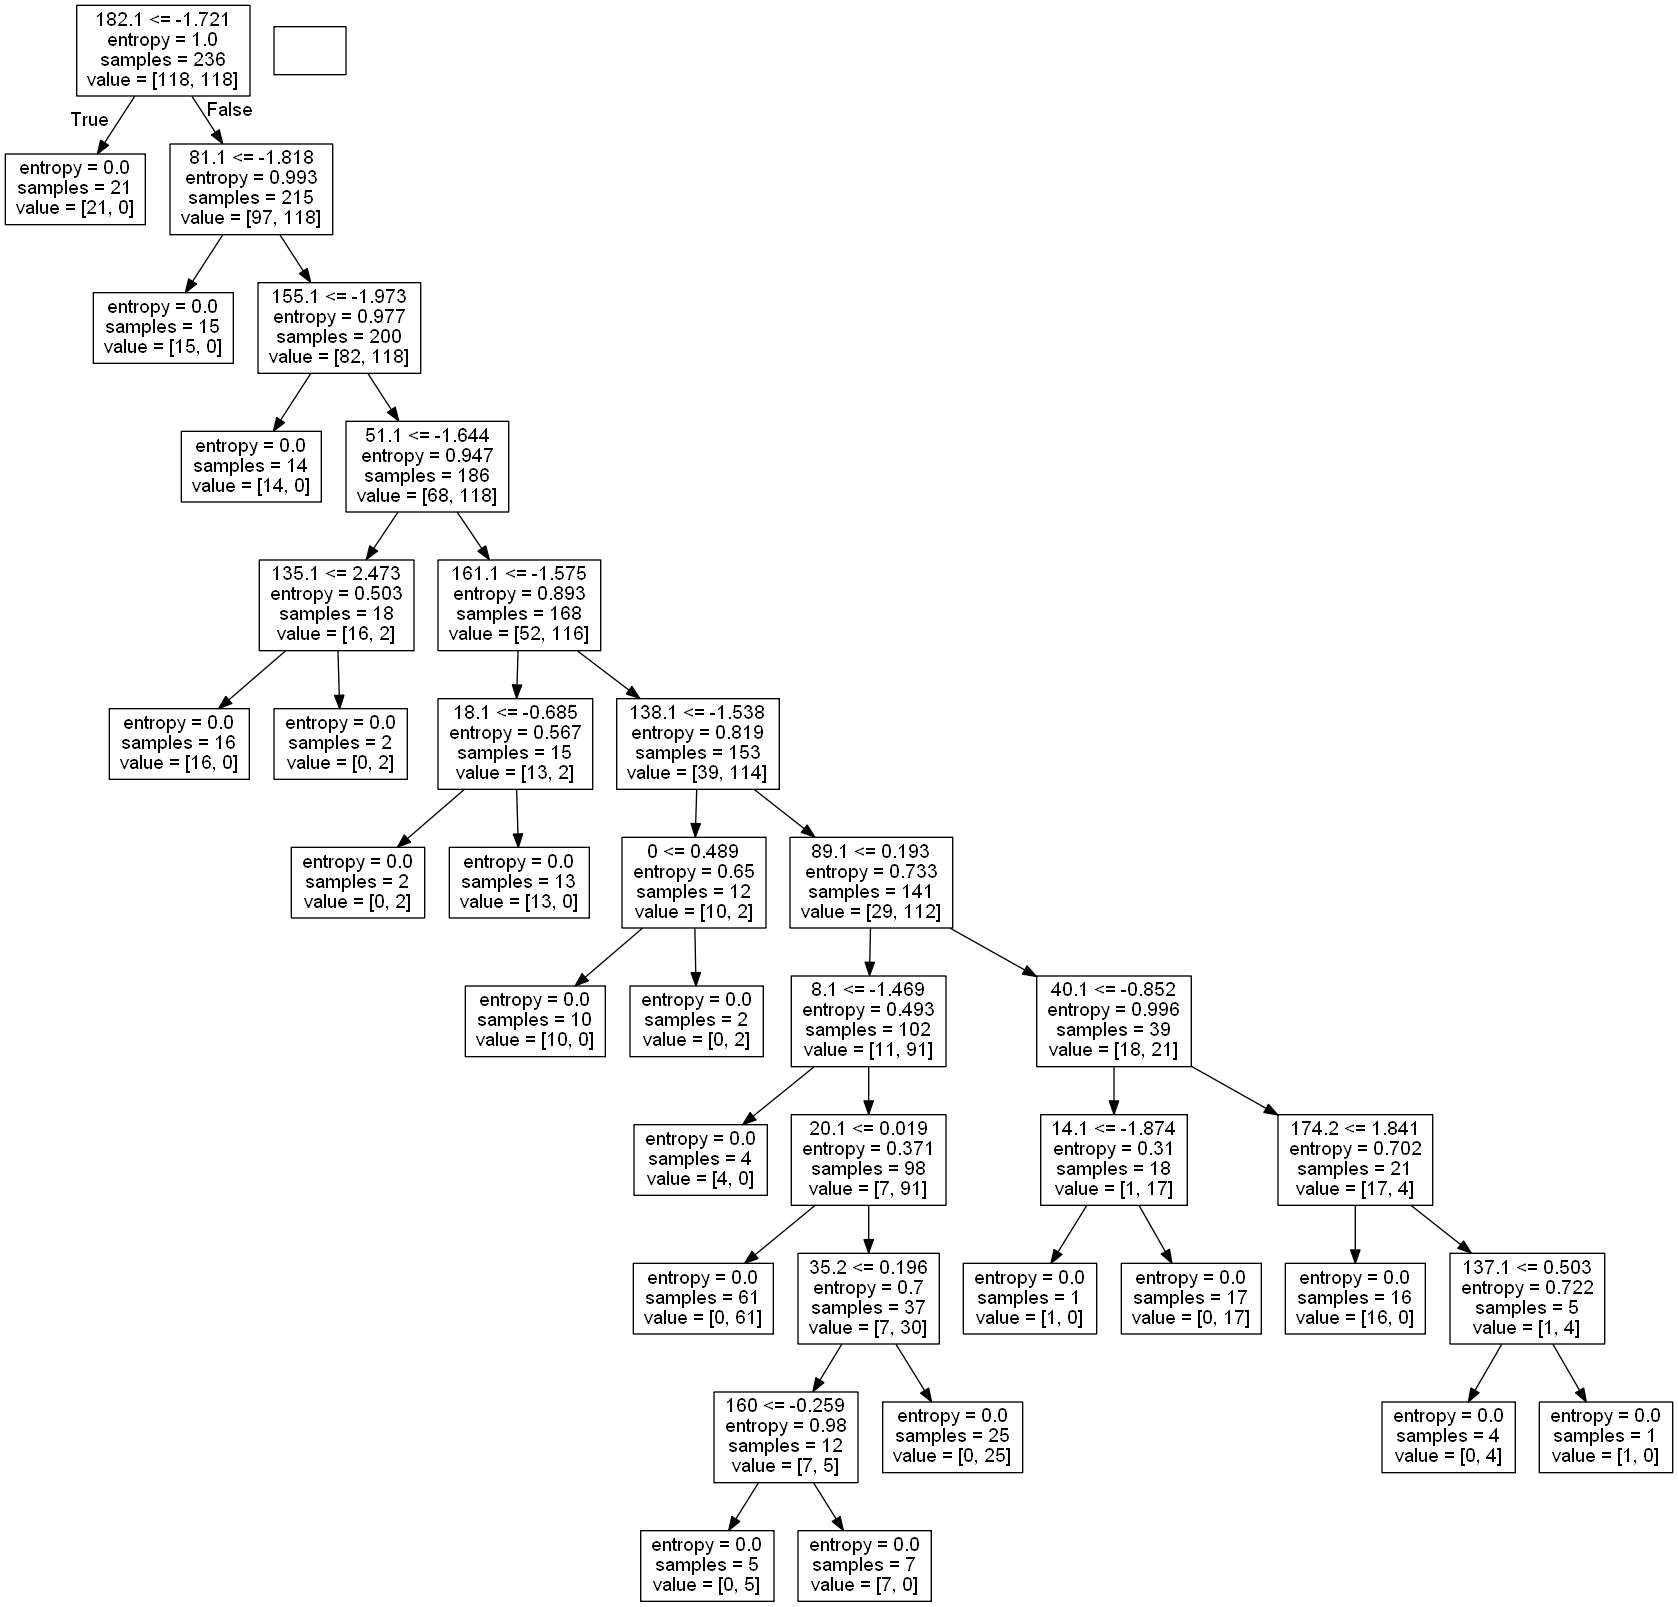 182.1 <= -1.721
entropy = 1.0
samples = 236
value = [118, 118]
True
False
entropy = 0.0
samples = 21
value = [21, 0]
81.1 <= -1.818
entropy = 0.993
samples = 215
value = [97, 118]
entropy = 0.0
samples = 15
value = [15, 0]
155.1 <= -1.973
entropy = 0.977
samples = 200
value = [82, 118]
entropy = 0.0
samples = 14
value = [14, 0]
51.1 <= -1.644
entropy = 0.947
samples = 186
value = [68, 118]
135.1 <= 2.473
entropy = 0.503
samples = 18
value = [16, 2]
161.1 <= -1.575
entropy = 0.893
samples = 168
value = [52, 116]
entropy = 0.0
samples = 16
value = [16, 0]
entropy = 0.0
samples = 2
value = [0, 2]
18.1 <= -0.685
entropy = 0.567
samples = 15
value = [13, 2]
138.1 <= -1.538
entropy = 0.819
samples = 153
value = [39, 114]
entropy = 0.0
samples = 2
value = [0, 2]
entropy = 0.0
samples = 13
value = [13, 0]
0 <= 0.489
entropy = 0.65
samples = 12
value = [10, 2]
89.1 <= 0.193
entropy = 0.733
samples = 141
value = [29, 112]
entropy = 0.0
samples = 10
value = [10, 0]
entropy = 0.0
samples = 2
value = [0, 2]
8.1 <= -1.469
entropy = 0.493
samples = 102
value = [11, 91]
40.1 <= -0.852
entropy = 0.996
samples = 39
value = [18, 21]
entropy = 0.0
samples = 4
value = [4, 0]
20.1 <= 0.019
entropy = 0.371
samples = 98
value = [7, 91]
14.1 <= -1.874
entropy = 0.31
samples = 18
value = [1, 17]
174.2 <= 1.841
entropy = 0.702
samples = 21
value = [17, 4]
entropy = 0.0
samples = 61
value = [0, 61]
35.2 <= 0.196
entropy = 0.7
samples = 37
value = [7, 30]
entropy = 0.0
samples = 1
value = [1, 0]
entropy = 0.0
samples = 17
value = [0, 17]
entropy = 0.0
samples = 16
value = [16, 0]
137.1 <= 0.503
entropy = 0.722
samples = 5
value = [1, 4]
160 <= -0.259
entropy = 0.98
samples = 12
value = [7, 5]
entropy = 0.0
samples = 25
value = [0, 25]
entropy = 0.0
samples = 4
value = [0, 4]
entropy = 0.0
samples = 1
value = [1, 0]
entropy = 0.0
samples = 5
value = [0, 5]
entropy = 0.0
samples = 7
value = [7, 0]